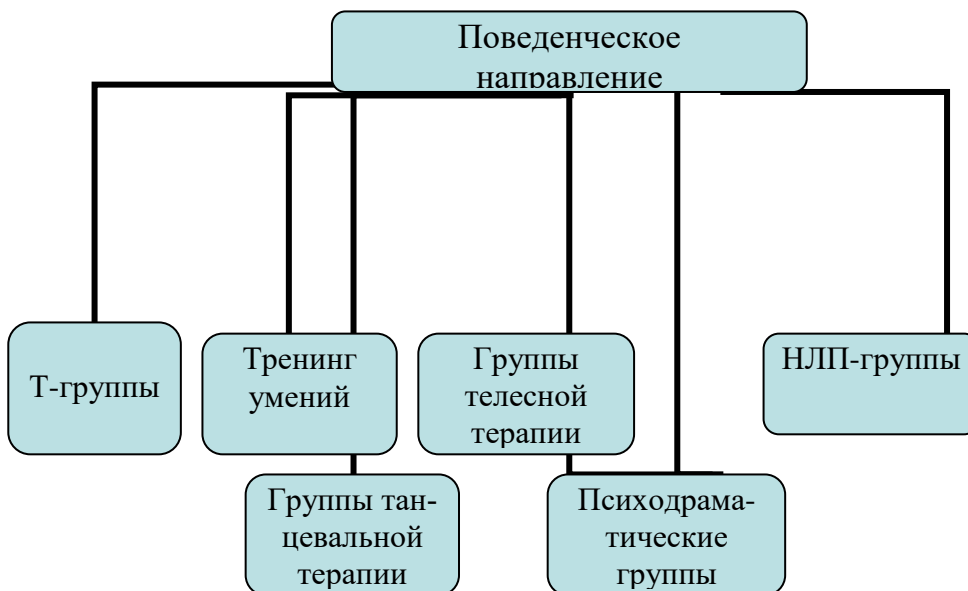 Поведенческое
направление
Т-группы
Тренинг
умений
Группы
телесной
терапии
НЛП-группы
Группы тан-
цевальной
терапии
Психодрама-
тические
группы